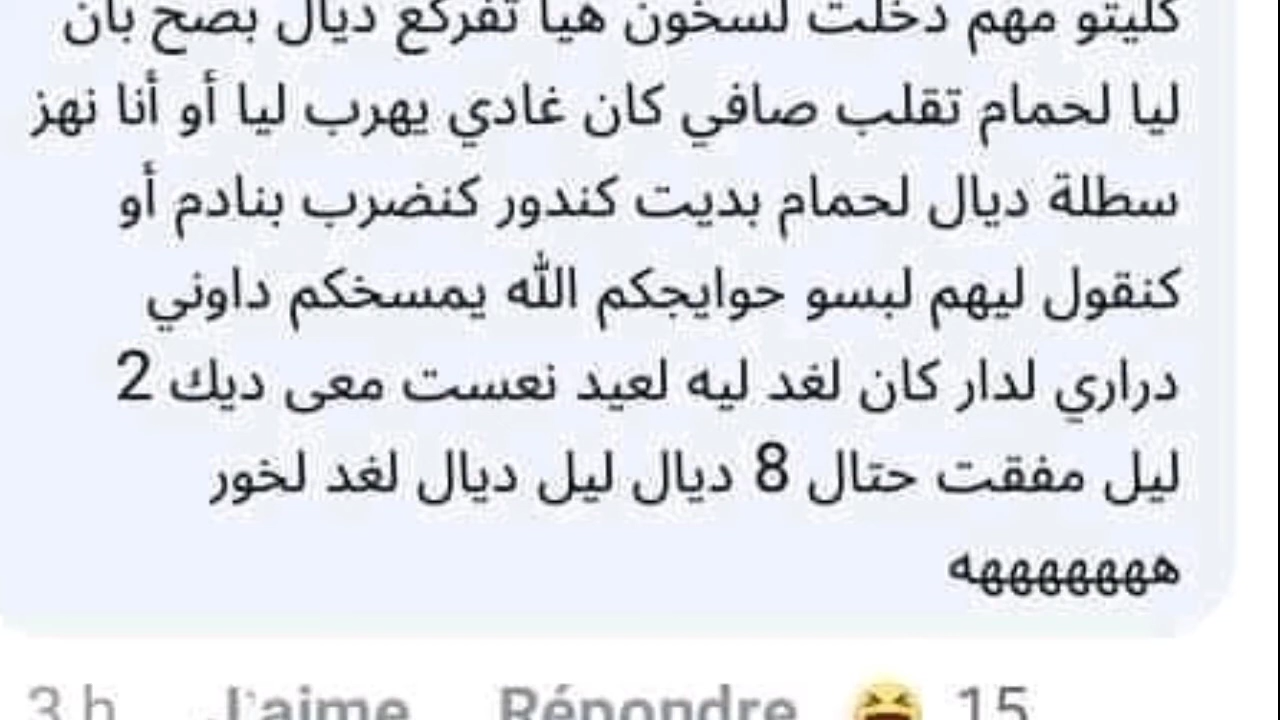 كليتو مهم دخلت لسخون هيا تفركع ديال بصح بان
ليا لحمام تقلب صافي كان غادي يهرب ليا أو أنا نهز
سطلة ديال لحمام بديت كندور كنضرب بنادم أو
كنقول ليهم لبسو حوايجكم الله يمسخكم داوني
دراري لدار كان لغد ليه لعيد نعست معى ديك 2
ليل مفقت حتال 8 ديال ليل ديال لغد لخور
هههههههه
3 h J'aime Répondre 15